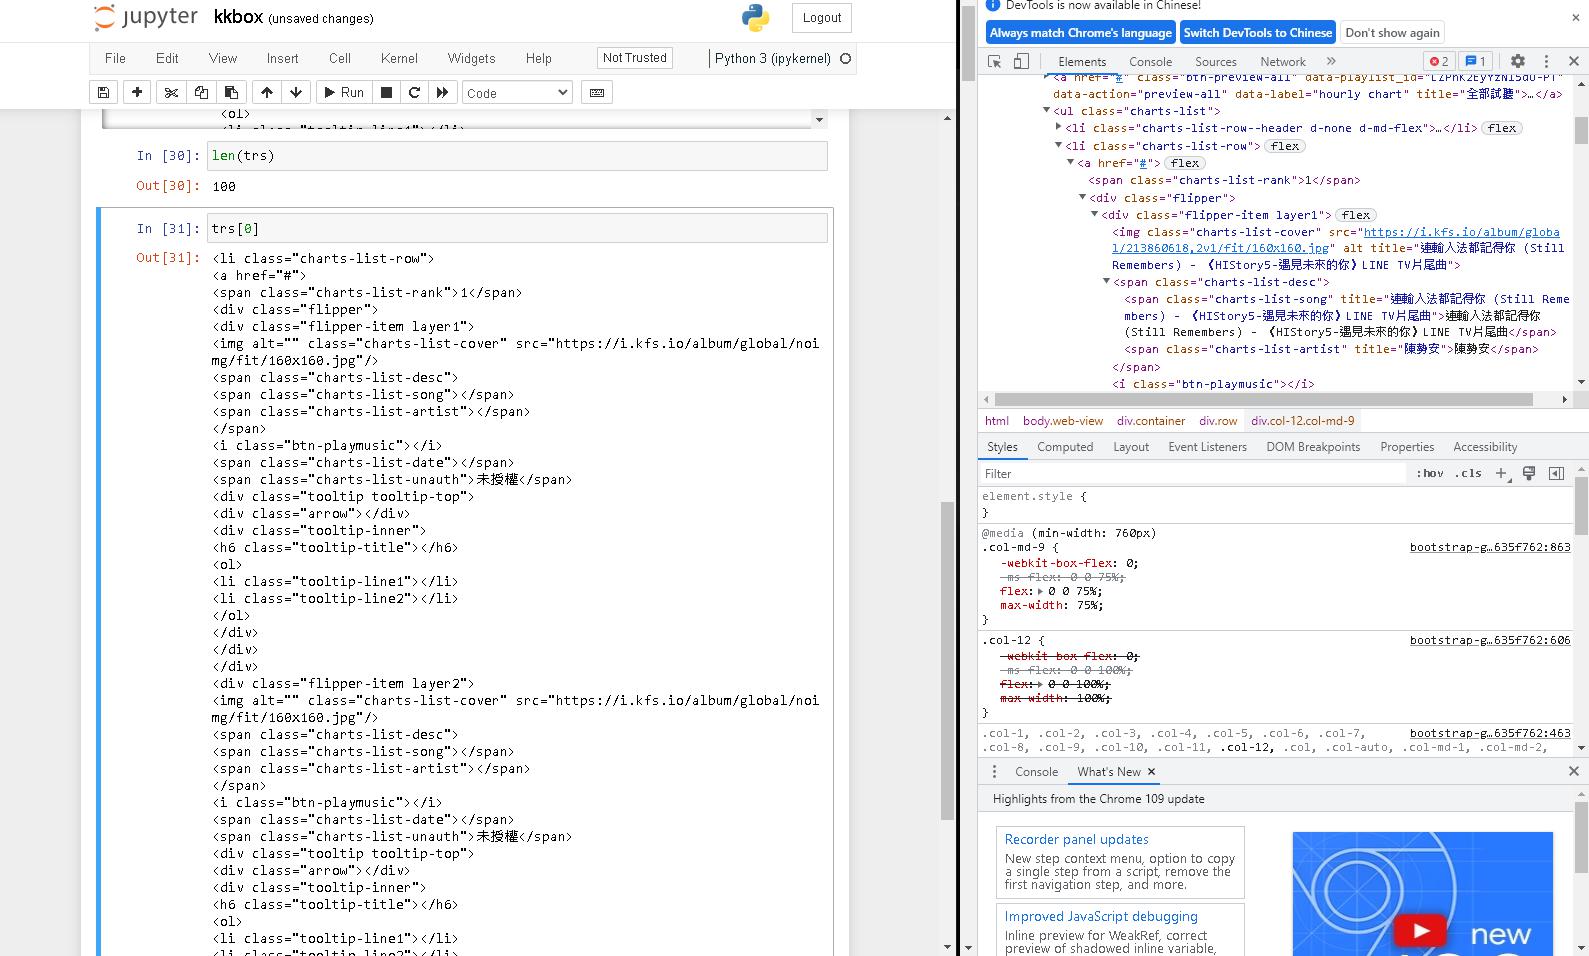 jupyter kkbox (unsaved changes)
Logout
File Edit View Insert Cell Kernel Widgets Help Not Trusted Python 3 (ipykernel)
Run Code
<ol>
<li class="tooltip-line1"></li>
In [30]: len(trs)
Out[30]: 100
In [31]: trs[0]
Out[31]: <li class="charts-list-row">
<a href="#">
<span class="charts-list-rank">1</span>
<div class="flipper">
<div class="flipper-item layer1">
<img alt="" class="charts-list-cover" src="https://i.kfs.io/album/global/noi
mg/fit/160x160.jpg"/>
<span class="charts-list-desc">
<span class="charts-list-song"></span>
<span class="charts-list-artist"></span>
</span>
<i class="btn-playmusic"></i>
<span class="charts-list-date"></span>
<span class="charts-list-unauth">未授權</span>
<div class="tooltip tooltip-top">
<div class="arrow"></div>
<div class="tooltip-inner">
<h6 class="tooltip-title"></h6>
<ol>
<li class="tooltip-line1"></li>
<li class="tooltip-line2"></li>
</ol>
</div>
</div>
</div>
<div class="flipper-item layer2">
<img alt="" class="charts-list-cover" src="https://i.kfs.io/album/global/noi
mg/fit/160x160.jpg"/>
<span class="charts-list-desc">
<span class="charts-list-song"></span>
<span class="charts-list-artist"></span>
</span>
<i class="btn-playmusic"></i>
<span class="charts-list-date"></span>
<span class="charts-list-unauth">未授權</span>
<div class="tooltip tooltip-top">
<div class="arrow"></div>
<div class="tooltip-inner">
<h6 class="tooltip-title"></h6>
<ol>
<li class="tooltip-line1"></li>
<li class="tooltip-line2"></li>
DevTools is now available in Chinese!
Always match Chrome's language Switch DevTools to Chinese Don't show again
Elements Console Sources Network » 2 1
<a href="#" class="btn-preview-all"
data-action="preview-all" data-label="hourly chart" title="全部試聽">…</a>
<ul class="charts-list">
<li class="charts-list-row--header d-none d-md-flex">…</li> flex
<li class="charts-list-row"> flex
<a href="#"> flex
<span class="charts-list-rank">1</span>
<div class="flipper">
<div class="flipper-item layer1"> flex
<img class="charts-list-cover" src="https://i.kfs.io/album/globa
l/213860618,2v1/fit/160x160.jpg" alt title="連輸入法都記得你 (Still
Remembers) - 《HIStory5-遇見未來的你》LINE TV片尾曲">
<span class="charts-list-desc">
<span class="charts-list-song" title="連輸入法都記得你 (Still Reme
mbers) - 《HIStory5-遇見未來的你》LINE TV片尾曲">連輸入法都記得你
(Still Remembers) - 《HIStory5-遇見未來的你》LINE TV片尾曲</span>
<span class="charts-list-artist" title="陳勢安">陳勢安</span>
</span>
<i class="btn-playmusic"></i>
html body.web-view div.container div.row div.col-12.col-md-9
Styles Computed Layout Event Listeners DOM Breakpoints Properties Accessibility
Filter :hov .cls
element.style {
}
@media (min-width: 760px)
.col-md-9 { bootstrap-g…635f762:863
-webkit-box-flex: 0;
-ms-flex: 0 0 75%;
flex: 0 0 75%;
max-width: 75%;
}
.col-12 { bootstrap-g…635f762:606
-webkit-box-flex: 0;
-ms-flex: 0 0 100%;
flex: 0 0 100%;
max-width: 100%;
}
.col-1, .col-2, .col-3, .col-4, .col-5, .col-6, .col-7, bootstrap-g…635f762:463
.col-8, .col-9, .col-10, .col-11, .col-12, .col, .col-auto, .col-md-1, .col-md-2,
Console What's New
Highlights from the Chrome 109 update
Recorder panel updates
New step context menu, option to copy
a single step from a script, remove the
first navigation step, and more.
Improved JavaScript debugging
Inline preview for WeakRef, correct
preview of shadowed inline variable,
new